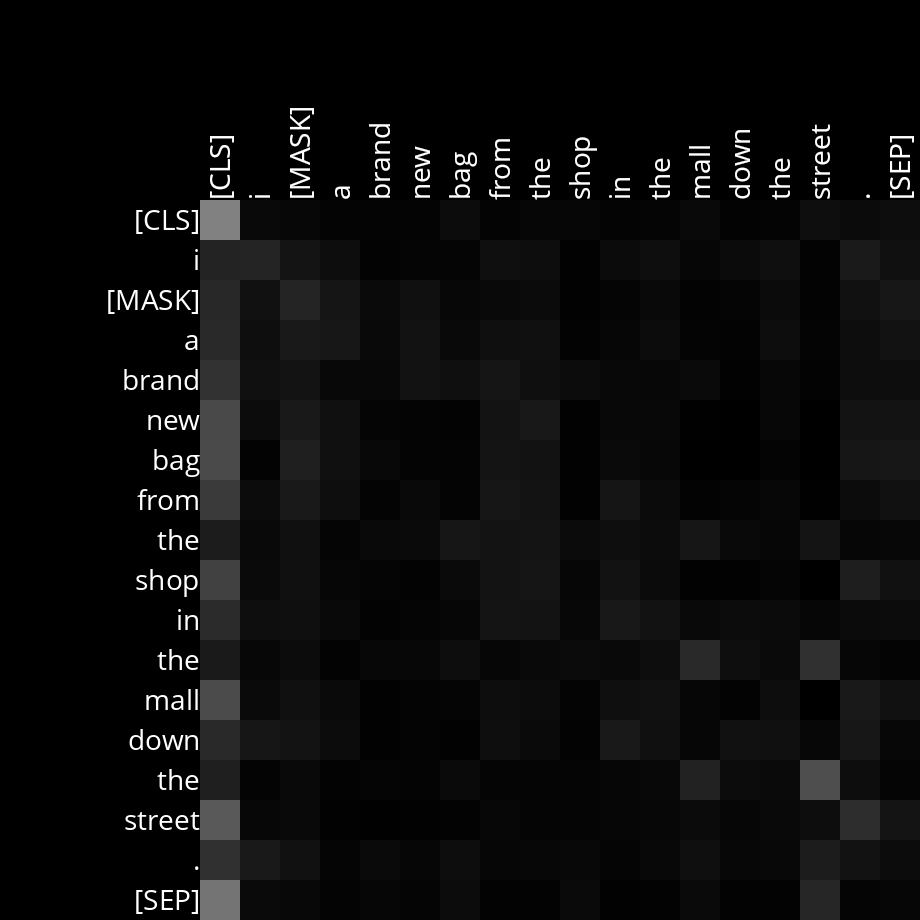 [CLS] i [MASK] a brand new bag from the shop in the mall down the street . [SEP]
[CLS]
i
[MASK]
a
brand
new
bag
from
the
shop
in
the
mall
down
the
street
.
[SEP]